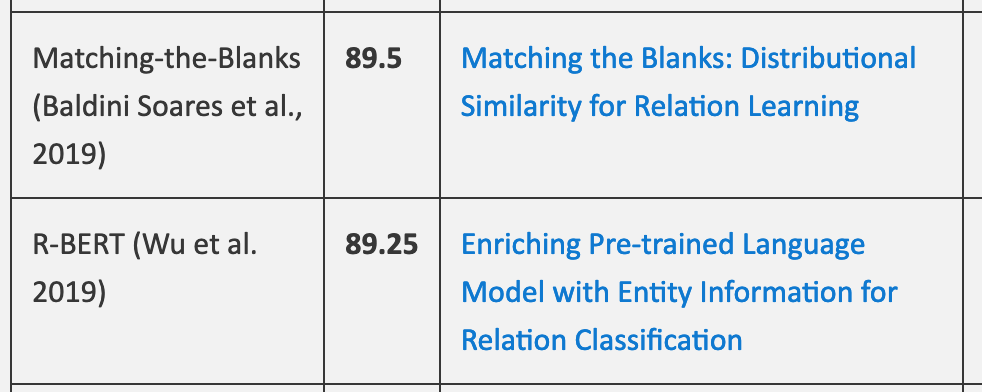 Matching-the-Blanks
(Baldini Soares et al.,
2019)
89.5
Matching the Blanks: Distributional
Similarity for Relation Learning
R-BERT (Wu et al.
2019)
89.25
Enriching Pre-trained Language
Model with Entity Information for
Relation Classification